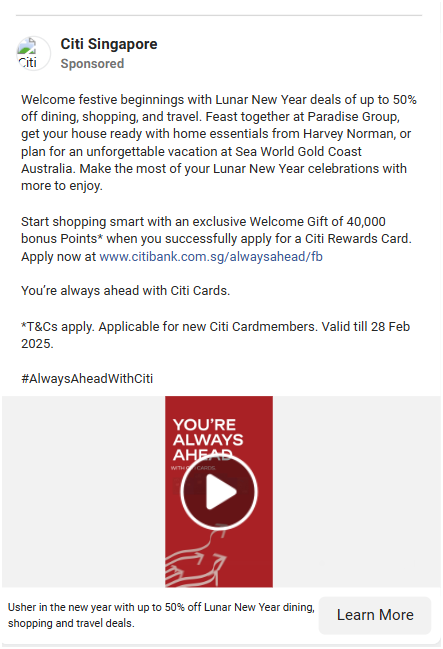 Citi
Citi Singapore
Sponsored
Welcome festive beginnings with Lunar New Year deals of up to 50%
off dining, shopping, and travel. Feast together at Paradise Group,
get your house ready with home essentials from Harvey Norman, or
plan for an unforgettable vacation at Sea World Gold Coast
Australia. Make the most of your Lunar New Year celebrations with
more to enjoy.
Start shopping smart with an exclusive Welcome Gift of 40,000
bonus Points* when you successfully apply for a Citi Rewards Card.
Apply now at www.citibank.com.sg/alwaysahead/fb
You’re always ahead with Citi Cards.
*T&Cs apply. Applicable for new Citi Cardmembers. Valid till 28 Feb
2025.
#AlwaysAheadWithCiti
YOU'RE
ALWAYS
AHEAD
WITH CITI CARDS.
Usher in the new year with up to 50% off Lunar New Year dining,
shopping and travel deals.
Learn More